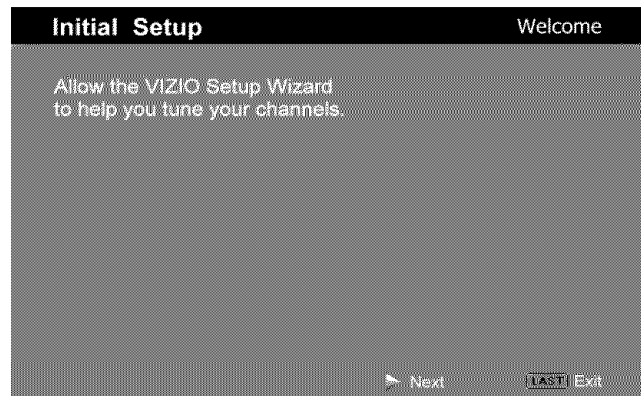 Initial Setup
Welcome
Allow the VIZIO Setup Wizard
to help you tune your channels.
Next
LAST Exit